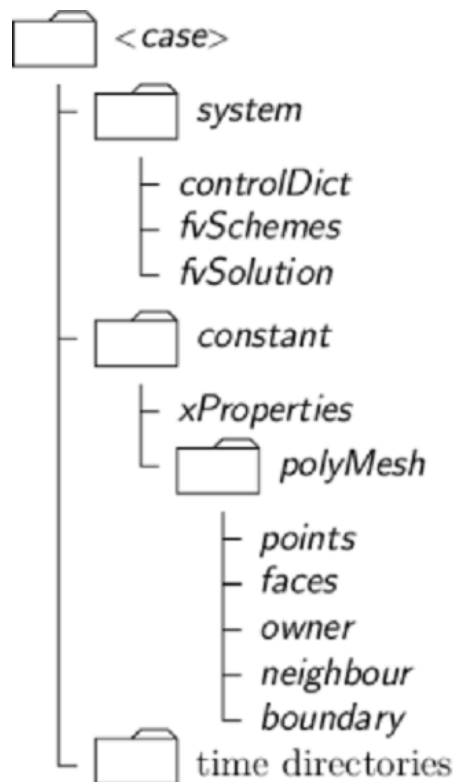 <case>
system
controlDict
fvSchemes
fvSolution
constant
xProperties
polyMesh
points
faces
owner
neighbour
boundary
time directories